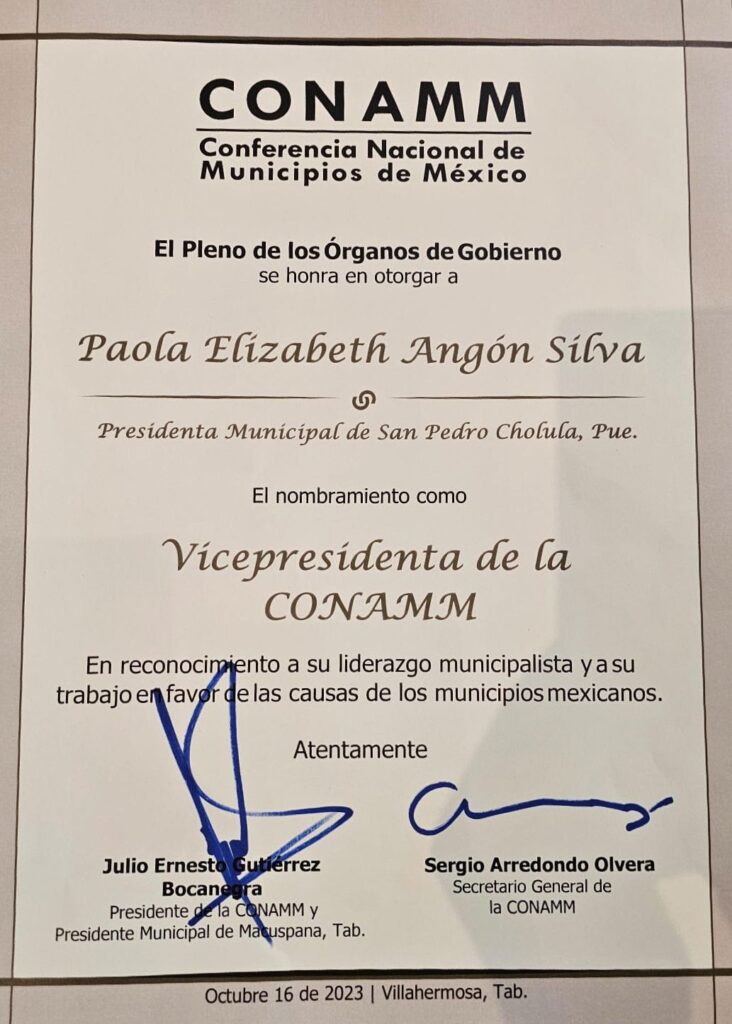 CONAMM
Conferencia Nacional de
Municipios de México
El Pleno de los Órganos de Gobierno
se honra en otorgar a
Paola Elizabeth Angón Silva
Presidenta Municipal de San Pedro Cholula, Pue.
El nombramiento como
Vicepresidenta de la
CONAMM
En reconocimiento a su liderazgo municipalista y a su
trabajo en favor de las causas de los municipios mexicanos.
Atentamente
Julio Ernesto Gutiérrez
Bocanegra
Presidente de la CONAMM y
Presidente Municipal de Macuspana, Tab.
Sergio Arredondo Olvera
Secretario General de
la CONAMM
Octubre 16 de 2023 | Villahermosa, Tab.